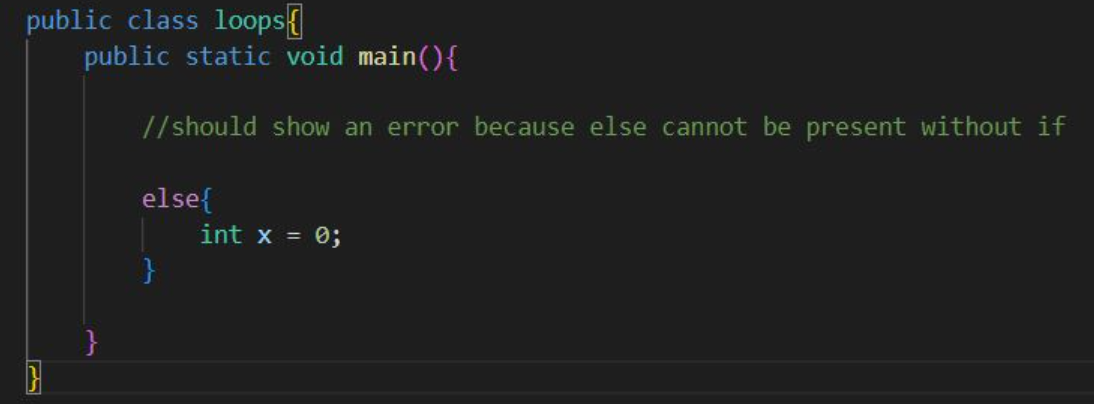 public class loops{
    public static void main(){
        //should show an error because else cannot be present without if
        else{
            int x = 0;
        }
    }
}